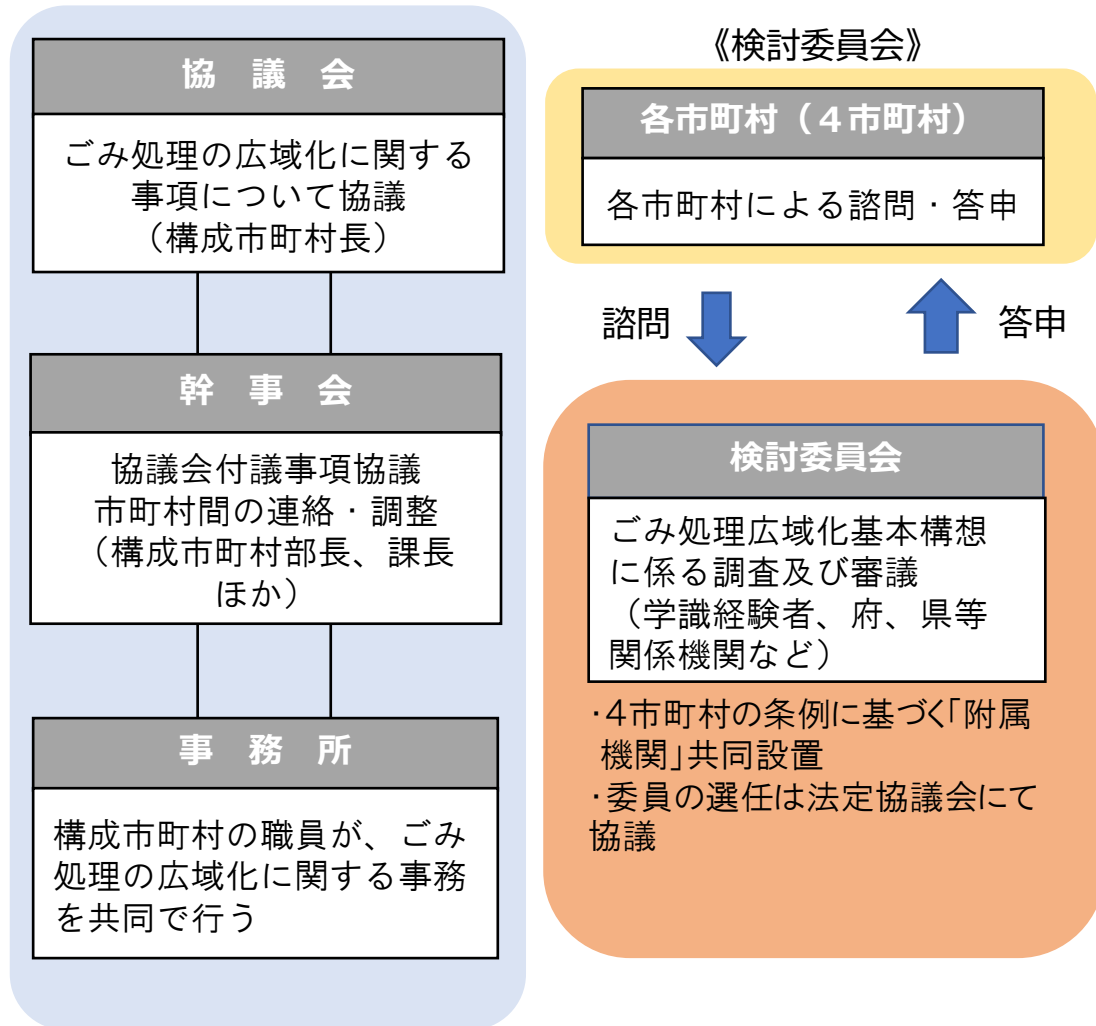 協 議 会
ごみ処理の広域化に関する
事項について協議
（構成市町村長）
幹 事 会
協議会付議事項協議
市町村間の連絡・調整
（構成市町村部長、課長
ほか）
事 務 所
構成市町村の職員が、ごみ
処理の広域化に関する事務
を共同で行う
《検討委員会》
各市町村（４市町村）
各市町村による諮問・答申
諮問
答申
検討委員会
ごみ処理広域化基本構想
に係る調査及び審議
（学識経験者、府、県等
関係機関など）
・4市町村の条例に基づく「附属
機関」共同設置
・委員の選任は法定協議会にて
協議